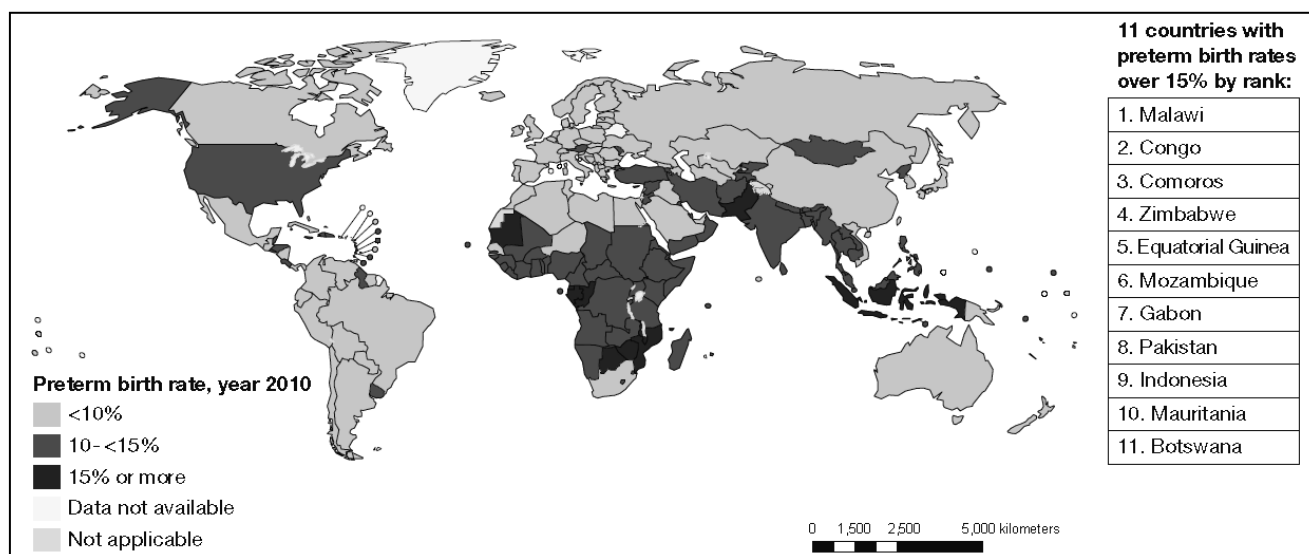 11 countries with
preterm birth rates
over 15% by rank:
1. Malawi
2. Congo
3. Comoros
4. Zimbabwe
5. Equatorial Guinea
6. Mozambique
7. Gabon
8. Pakistan
9. Indonesia
10. Mauritania
11. Botswana
Preterm birth rate, year 2010
<10%
10-<15%
15% or more
Data not available
Not applicable
0 1,500 2,500 5,000 kilometers